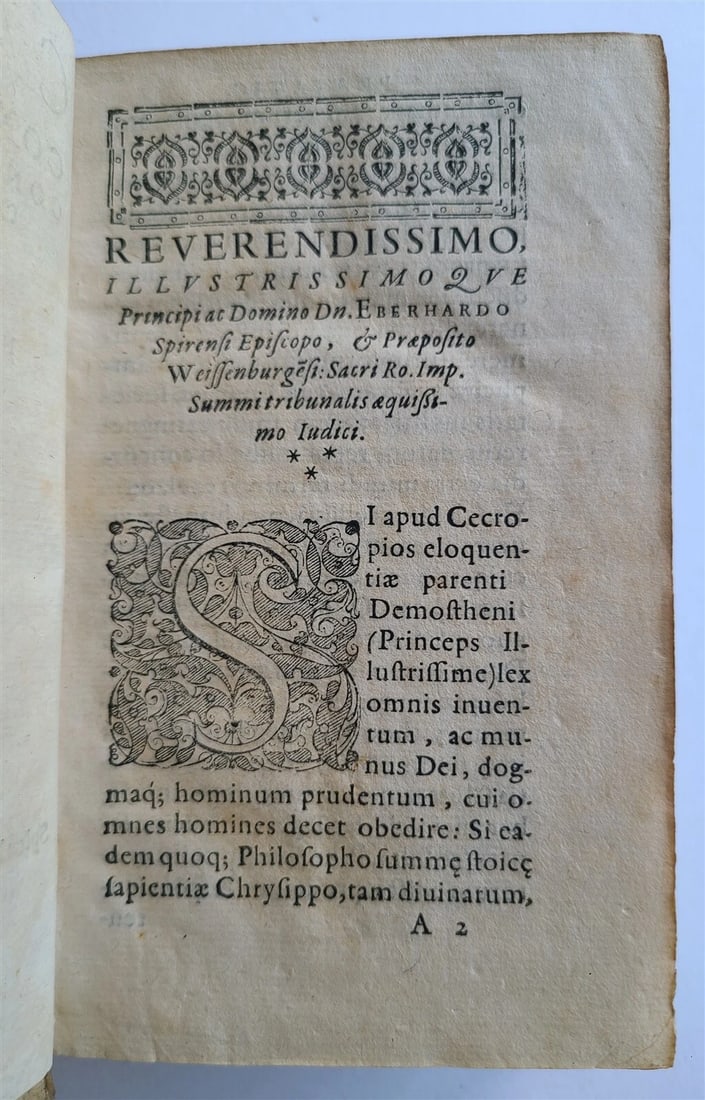 REVERENDISSIMO,
ILLVSTRISSIMOQVE
Principi ac Domino Dn. EBERHARDO
Spirensi Episcopo, & Præposito
Weissenburgẽsi: Sacri Ro. Imp.
Summi tribunalis æquißi-
mo Iudici.
* *
*
SI apud Cecro-
pios eloquen-
tiæ parenti
Demostheni
(Princeps Il-
lustrissime) lex
omnis inuen-
tum, ac mu-
nus Dei, dog-
maq́; hominum prudentum, cui o-
mnes homines decet obedire: Si ea-
dem quoq; Philosopho summę stoicę
sapientiæ Chrysippo, tam diuinarum,
A 2